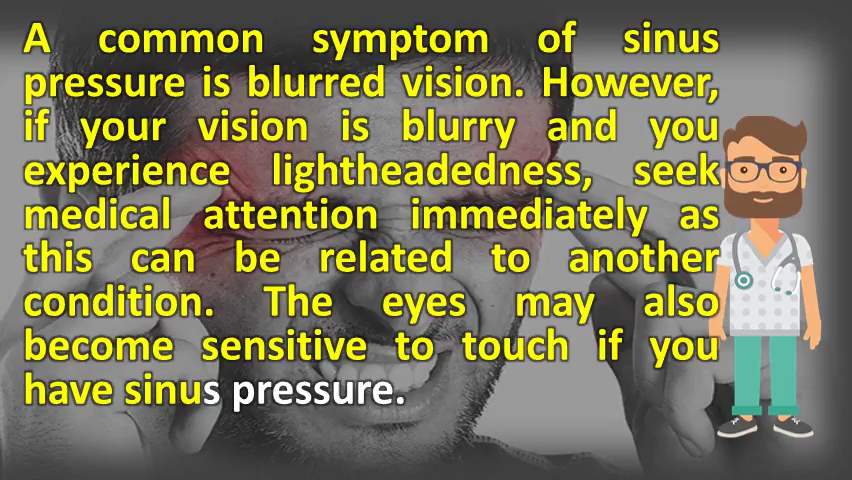 A common symptom of sinus
pressure is blurred vision. However,
if your vision is blurry and you
experience lightheadedness, seek
medical attention immediately as
this can be related to another
condition. The eyes may also
become sensitive to touch if you
have sinus pressure.